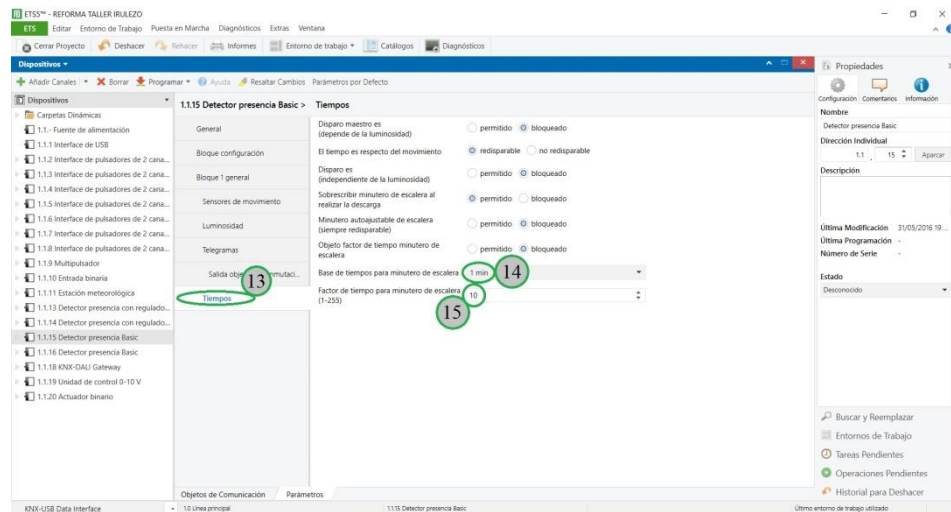 ETS5™ - REFORMA TALLER IRULEZO
ETS Editar Entorno de Trabajo Puesta en Marcha Diagnósticos Extras Ventana
Cerrar Proyecto Deshacer Rehacer Informes Entorno de trabajo Catálogos Diagnósticos
Dispositivos
Añadir Canales Borrar Programar Ayuda Resaltar Cambios Parámetros por Defecto
Dispositivos
Carpetas Dinámicas
1.1.- Fuente de alimentación
1.1.1 Interface de USB
1.1.2 Interface de pulsadores de 2 cana...
1.1.3 Interface de pulsadores de 2 cana...
1.1.4 Interface de pulsadores de 2 cana...
1.1.5 Interface de pulsadores de 2 cana...
1.1.6 Interface de pulsadores de 2 cana...
1.1.7 Interface de pulsadores de 2 cana...
1.1.8 Interface de pulsadores de 2 cana...
1.1.9 Multipulsador
1.1.10 Entrada binaria
1.1.11 Estación meteorológica
1.1.13 Detector presencia con regulado...
1.1.14 Detector presencia con regulado...
1.1.15 Detector presencia Basic
1.1.16 Detector presencia Basic
1.1.18 KNX-DALI Gateway
1.1.19 Unidad de control 0-10 V
1.1.20 Actuador binario
1.1.15 Detector presencia Basic > Tiempos
General
Bloque configuración
Bloque 1 general
Sensores de movimiento
Luminosidad
Telegramas
Salida obje
nmutaci...
13
Tiempos
Disparo maestro es
(depende de la luminosidad)
permitido bloqueado
El tiempo es respecto del movimiento
redisparable no redisparable
Disparo es
(independiente de la luminosidad)
permitido bloqueado
Sobrescribir minutero de escalera al
realizar la descarga
permitido bloqueado
Minutero autoajustable de escalera
(siempre redisparable)
permitido bloqueado
Objeto factor de tiempo minutero de
escalera
permitido bloqueado
Base de tiempos para minutero de escalera 1 min 14
Factor de tiempo para minutero de escalera
(1-255)
10
15
Objetos de Comunicación Parámetros
Propiedades
Configuración Comentarios Información
Nombre
Detector presencia Basic
Dirección Individual
1.1 . 15 Aparcar
Descripción
Última Modificación 31/05/2016 19:...
Última Programación -
Número de Serie -
Estado
Desconocido
Buscar y Reemplazar
Entornos de Trabajo
Tareas Pendientes
Operaciones Pendientes
Historial para Deshacer
KNX-USB Data Interface 1.0 Línea principal 1.1.15 Detector presencia Basic Último entorno de trabajo utilizado